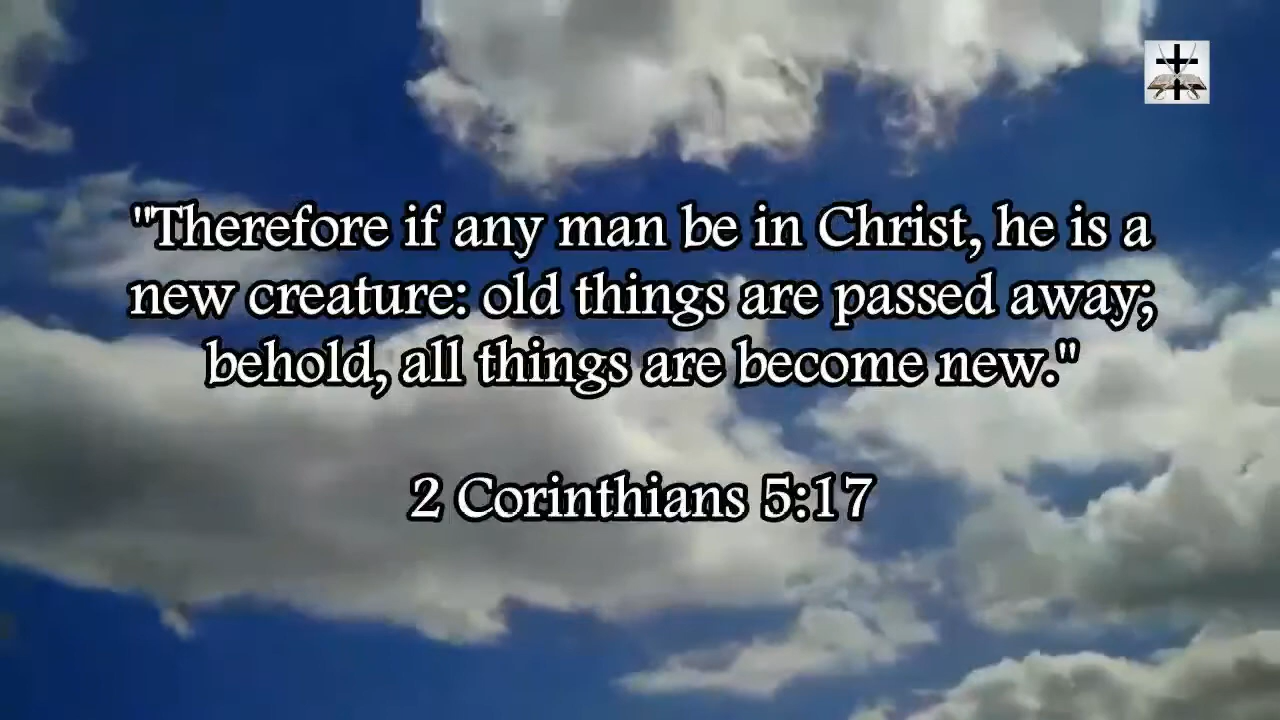 "Therefore if any man be in Christ, he is a
new creature: old things are passed away;
behold, all things are become new."
2 Corinthians 5:17